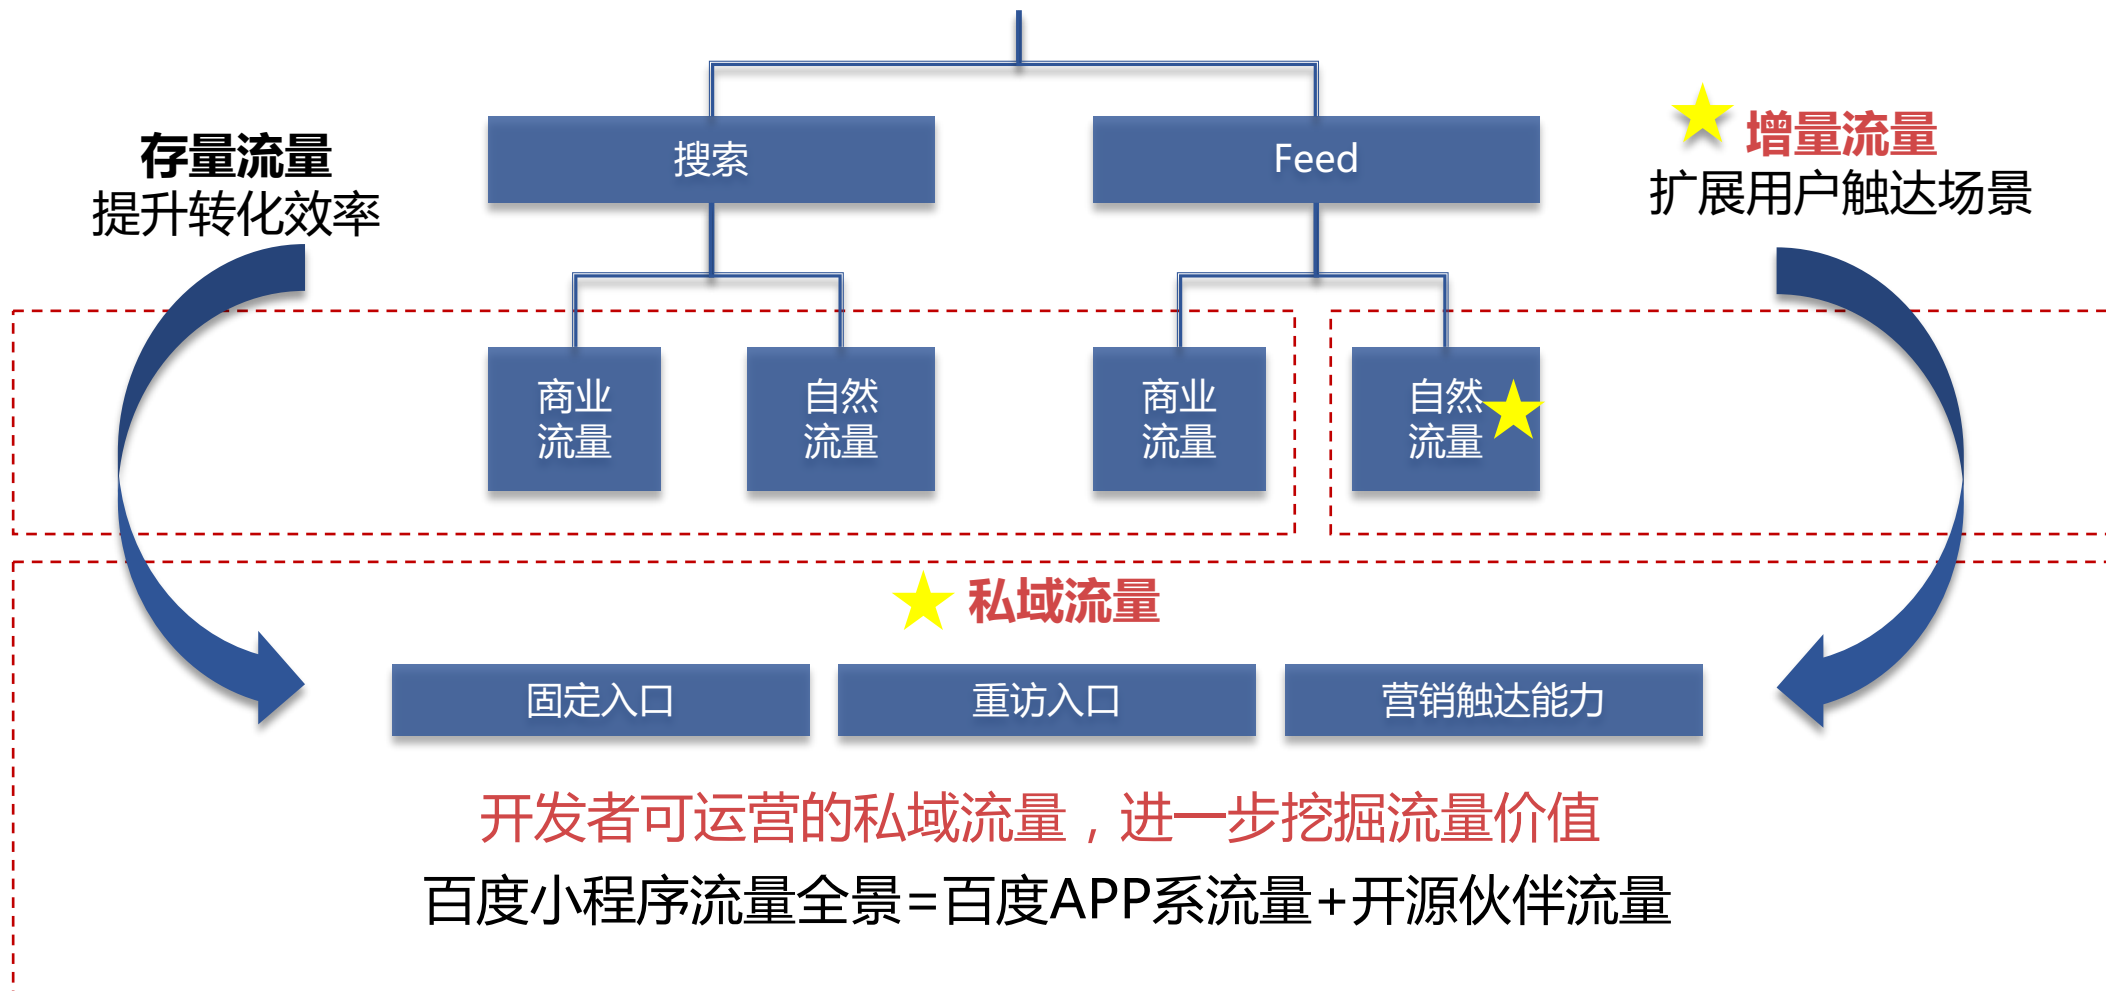 存量流量
提升转化效率
搜索
Feed
增量流量
扩展用户触达场景
商业
流量
自然
流量
商业
流量
自然
流量
私域流量
固定入口
重访入口
营销触达能力
开发者可运营的私域流量，进一步挖掘流量价值
百度小程序流量全景=百度APP系流量+开源伙伴流量